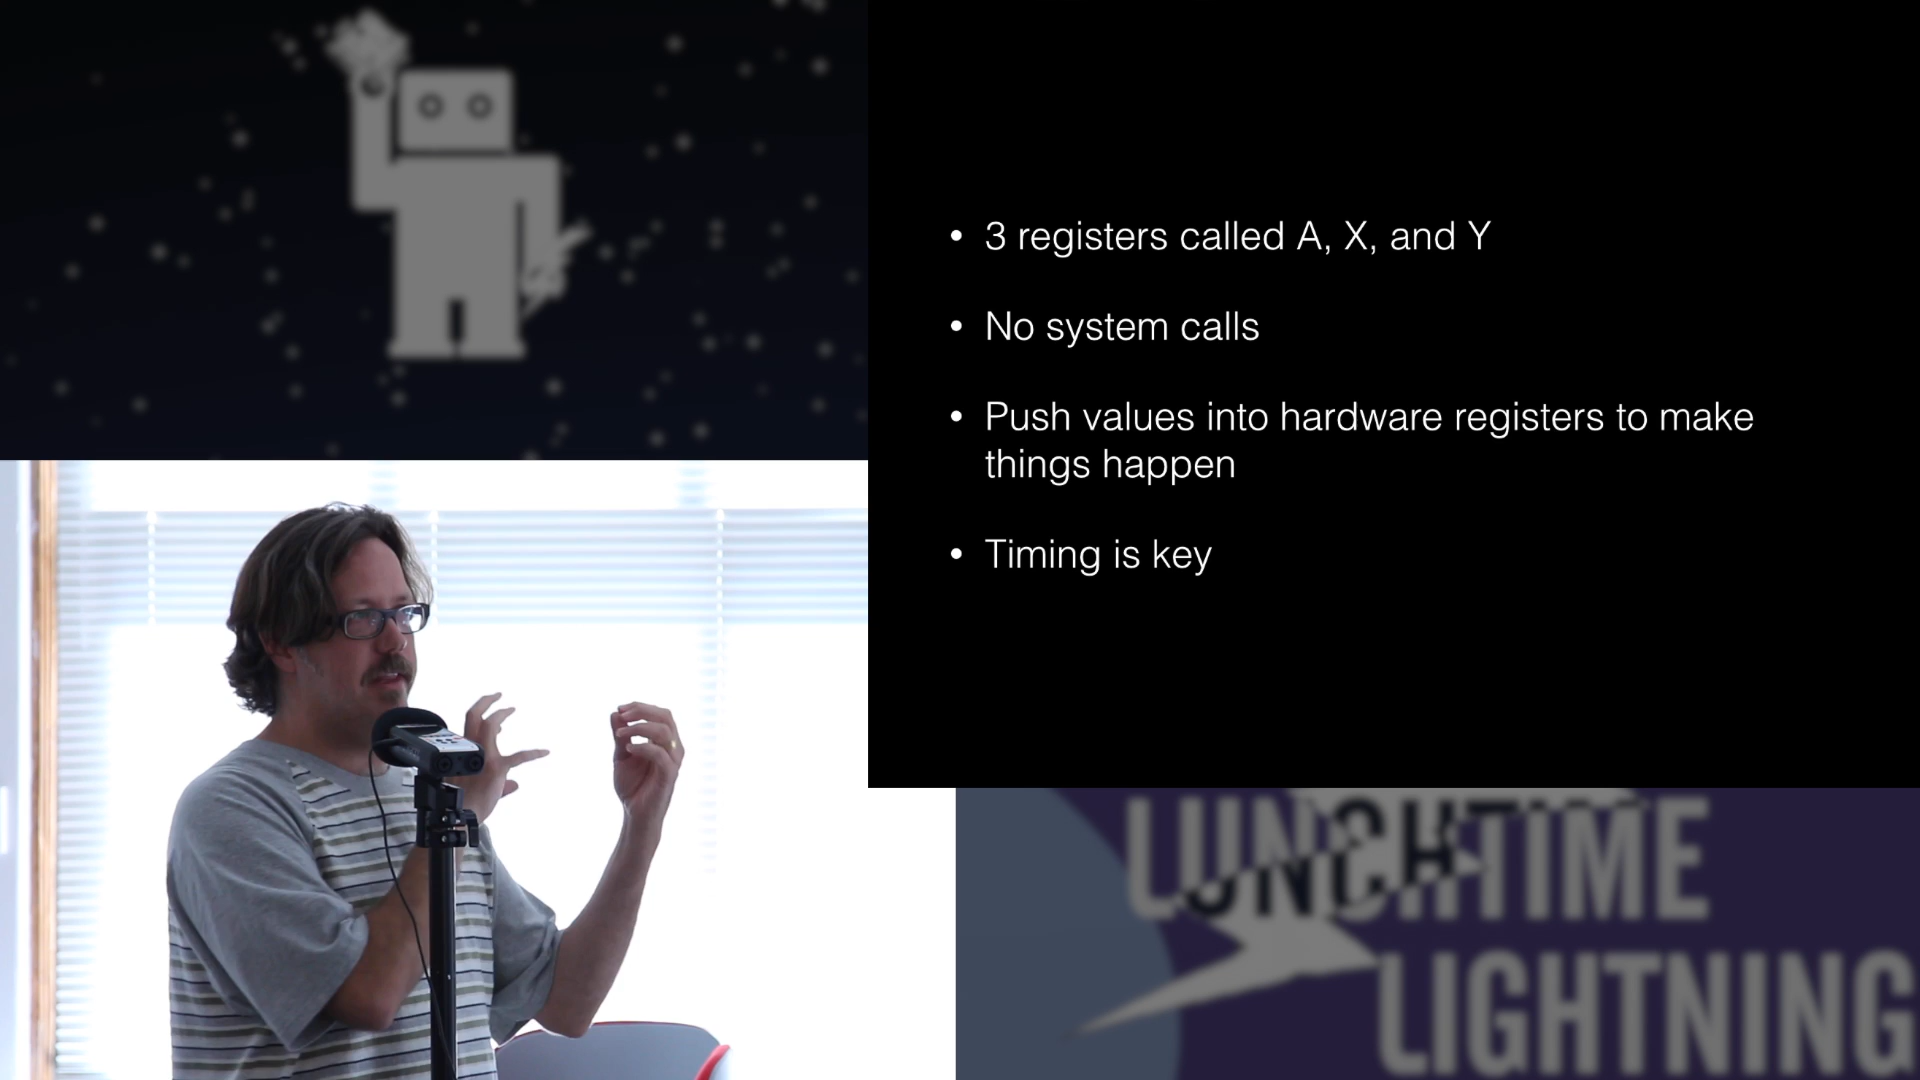 • 3 registers called A, X, and Y
• No system calls
• Push values into hardware registers to make
things happen
• Timing is key
LUNCHTIME
LIGHTNING